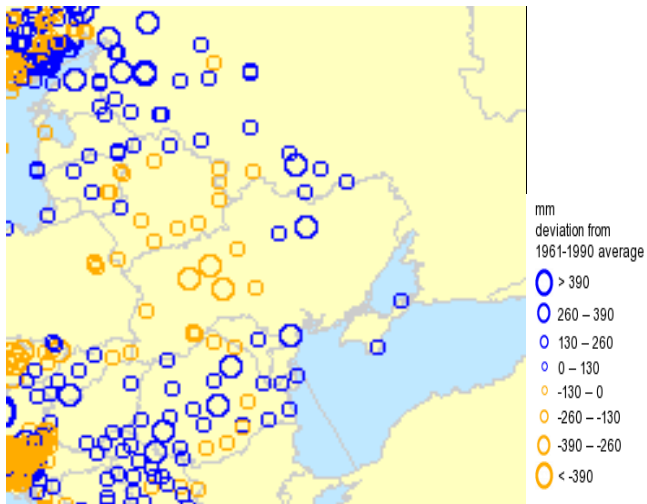 mm
deviation from
1961-1990 average
> 390
260 – 390
130 – 260
0 – 130
-130 – 0
-260 – -130
-390 – -260
< -390